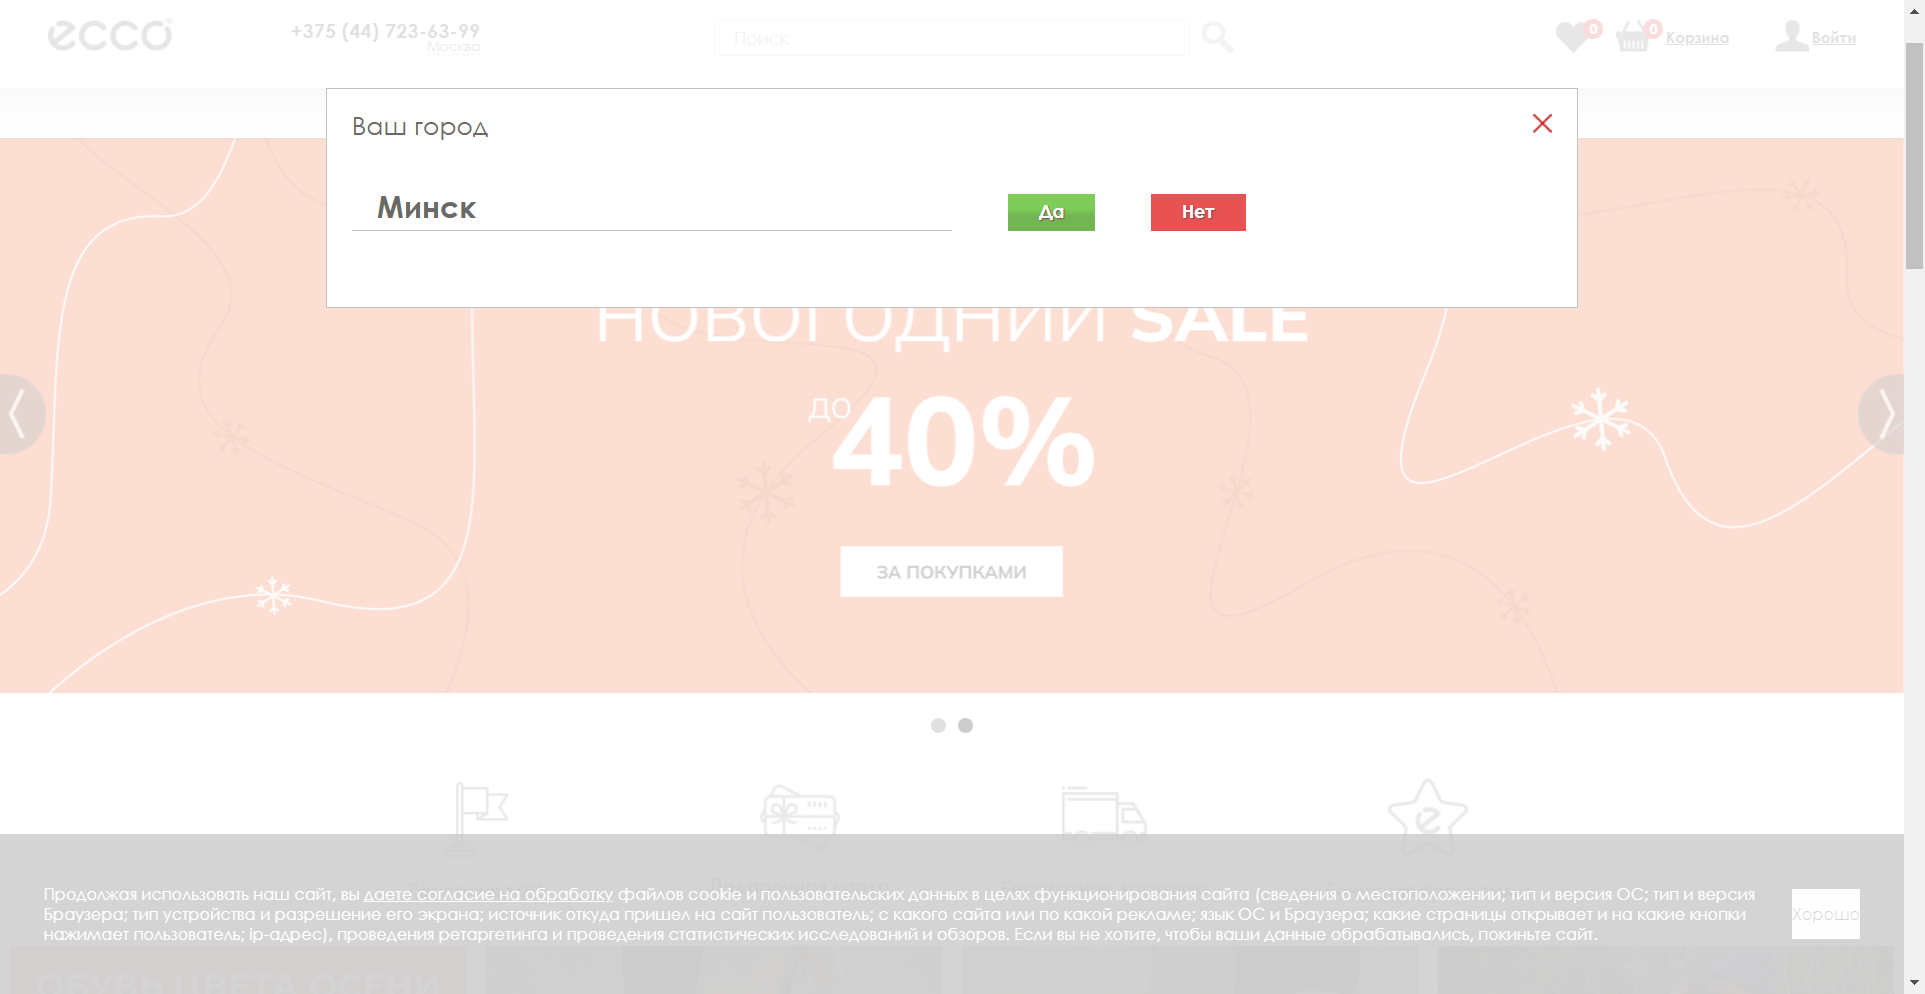 ecco
+375 (44) 723-63-99
Москва
Поиск
0
0
Корзина
Войти
Ваш город
Минск
Да
Нет
НОВОГОДНИЙ SALE
ДО
40%
ЗА ПОКУПКАМИ
Продолжая использовать наш сайт, вы даете согласие на обработку файлов cookie и пользовательских данных в целях функционирования сайта (сведения о местоположении; тип и версия ОС; тип и версия
Браузера; тип устройства и разрешение его экрана; источник откуда пришел на сайт пользователь; с какого сайта или по какой рекламе; язык ОС и Браузера; какие страницы открывает и на какие кнопки
нажимает пользователь; ip-адрес), проведения ретаргетинга и проведения статистических исследований и обзоров. Если вы не хотите, чтобы ваши данные обрабатывались, покиньте сайт.
Хорошо
ОБУВЬ ЦВЕТА ОСЕНИ